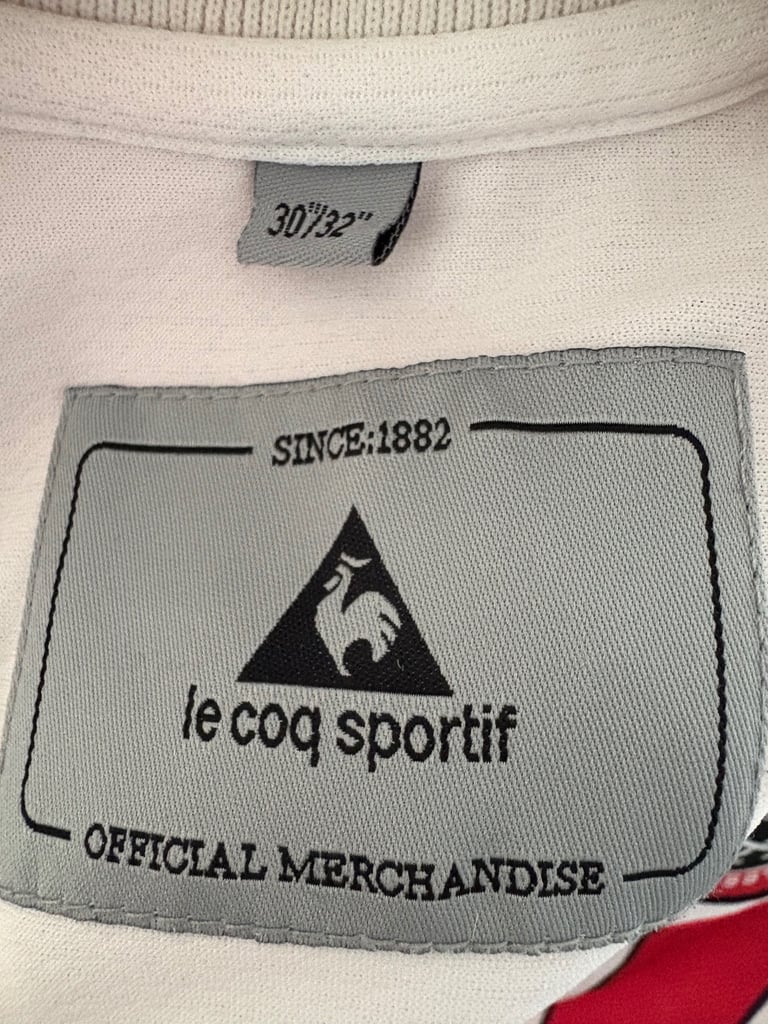 30"/32"
SINCE:1882
le coq sportif
OFFICIAL MERCHANDISE